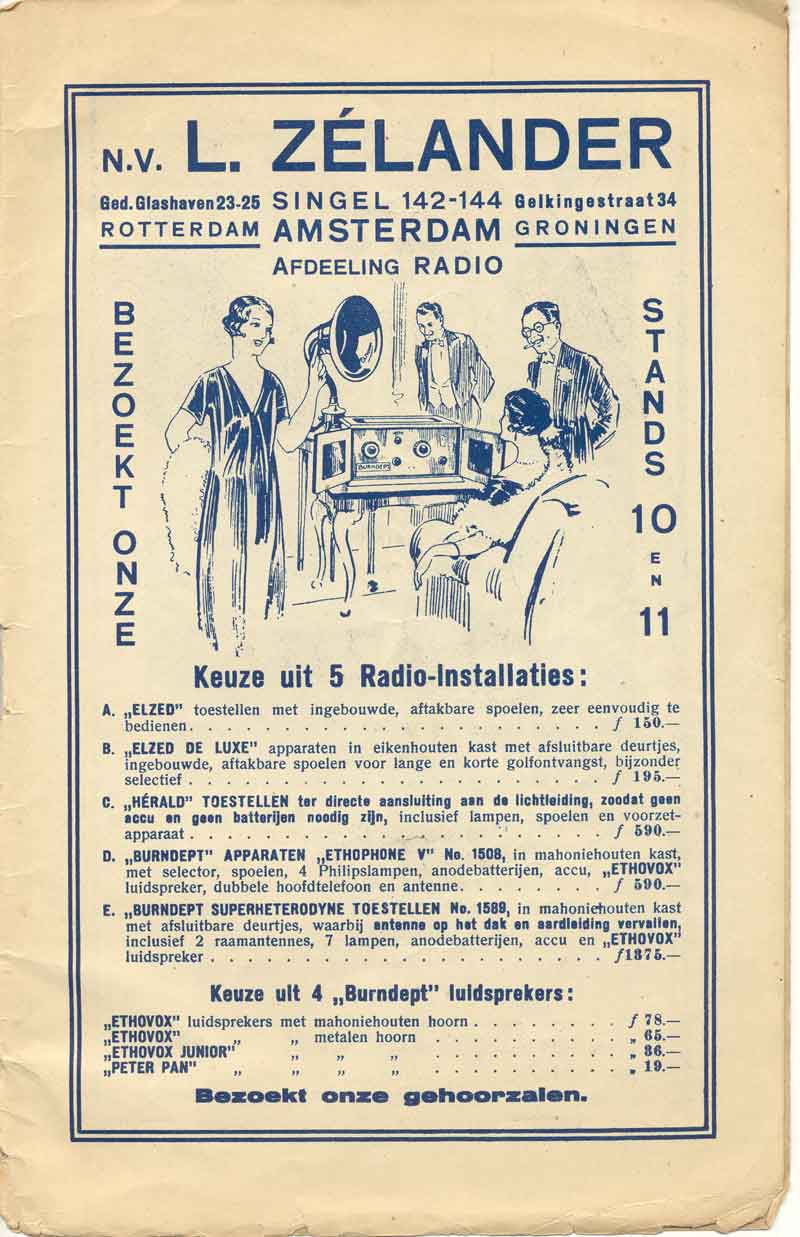 N.V. L. ZÉLANDER
Ged. Glashaven 23-25 SINGEL 142-144 Gelkingestraat 34
ROTTERDAM AMSTERDAM GRONINGEN
AFDEELING RADIO
BEZOEKT ONZE
BURNDEPT
STANDS
10
EN
11
Keuze uit 5 Radio-Installaties:
A. „ELZED" toestellen met ingebouwde, aftakbare spoelen, zeer eenvoudig te
bedienen. . . . . . . . . . . . . . . . . . . . . . f 150.—
B. „ELZED DE LUXE" apparaten in eikenhouten kast met afsluitbare deurtjes,
ingebouwde, aftakbare spoelen voor lange en korte golfontvangst, bijzonder
selectief . . . . . . . . . . . . . . . . . . . . . f 195.—
C. „HÉRALD" TOESTELLEN ter directe aansluiting aan de lichtleiding, zoodat geen
accu en geen batterijen noodig zijn, inclusief lampen, spoelen en voorzet-
apparaat . . . . . . . . . . . . . . . . . . . . . f 590.—
D. „BURNDEPT" APPARATEN „ETHOPHONE V" No. 1508, in mahoniehouten kast,
met selector, spoelen, 4 Philipslampen, anodebatterijen, accu, „ETHOVOX"
luidspreker, dubbele hoofdtelefoon en antenne. . . . . . . . f 590.—
E. „BURNDEPT SUPERHETERODYNE TOESTELLEN No. 1589, in mahoniehouten kast
met afsluitbare deurtjes, waarbij antenne op het dak en aardleiding vervallen,
inclusief 2 raamantennes, 7 lampen, anodebatterijen, accu en „ETHOVOX"
luidspreker . . . . . . . . . . . . . . . . . . . . f1375.—
Keuze uit 4 „Burndept" luidsprekers:
„ETHOVOX" luidsprekers met mahoniehouten hoorn . . . . . . . . f 78.—
„ETHOVOX" „ „ metalen hoorn . . . . . . . . . . „ 65.—
„ETHOVOX JUNIOR" „ „ „ . . . . . . . . . . „ 36.—
„PETER PAN" „ „ „ „ . . . . . . . . . . „ 19.—
Bezoekt onze gehoorzalen.